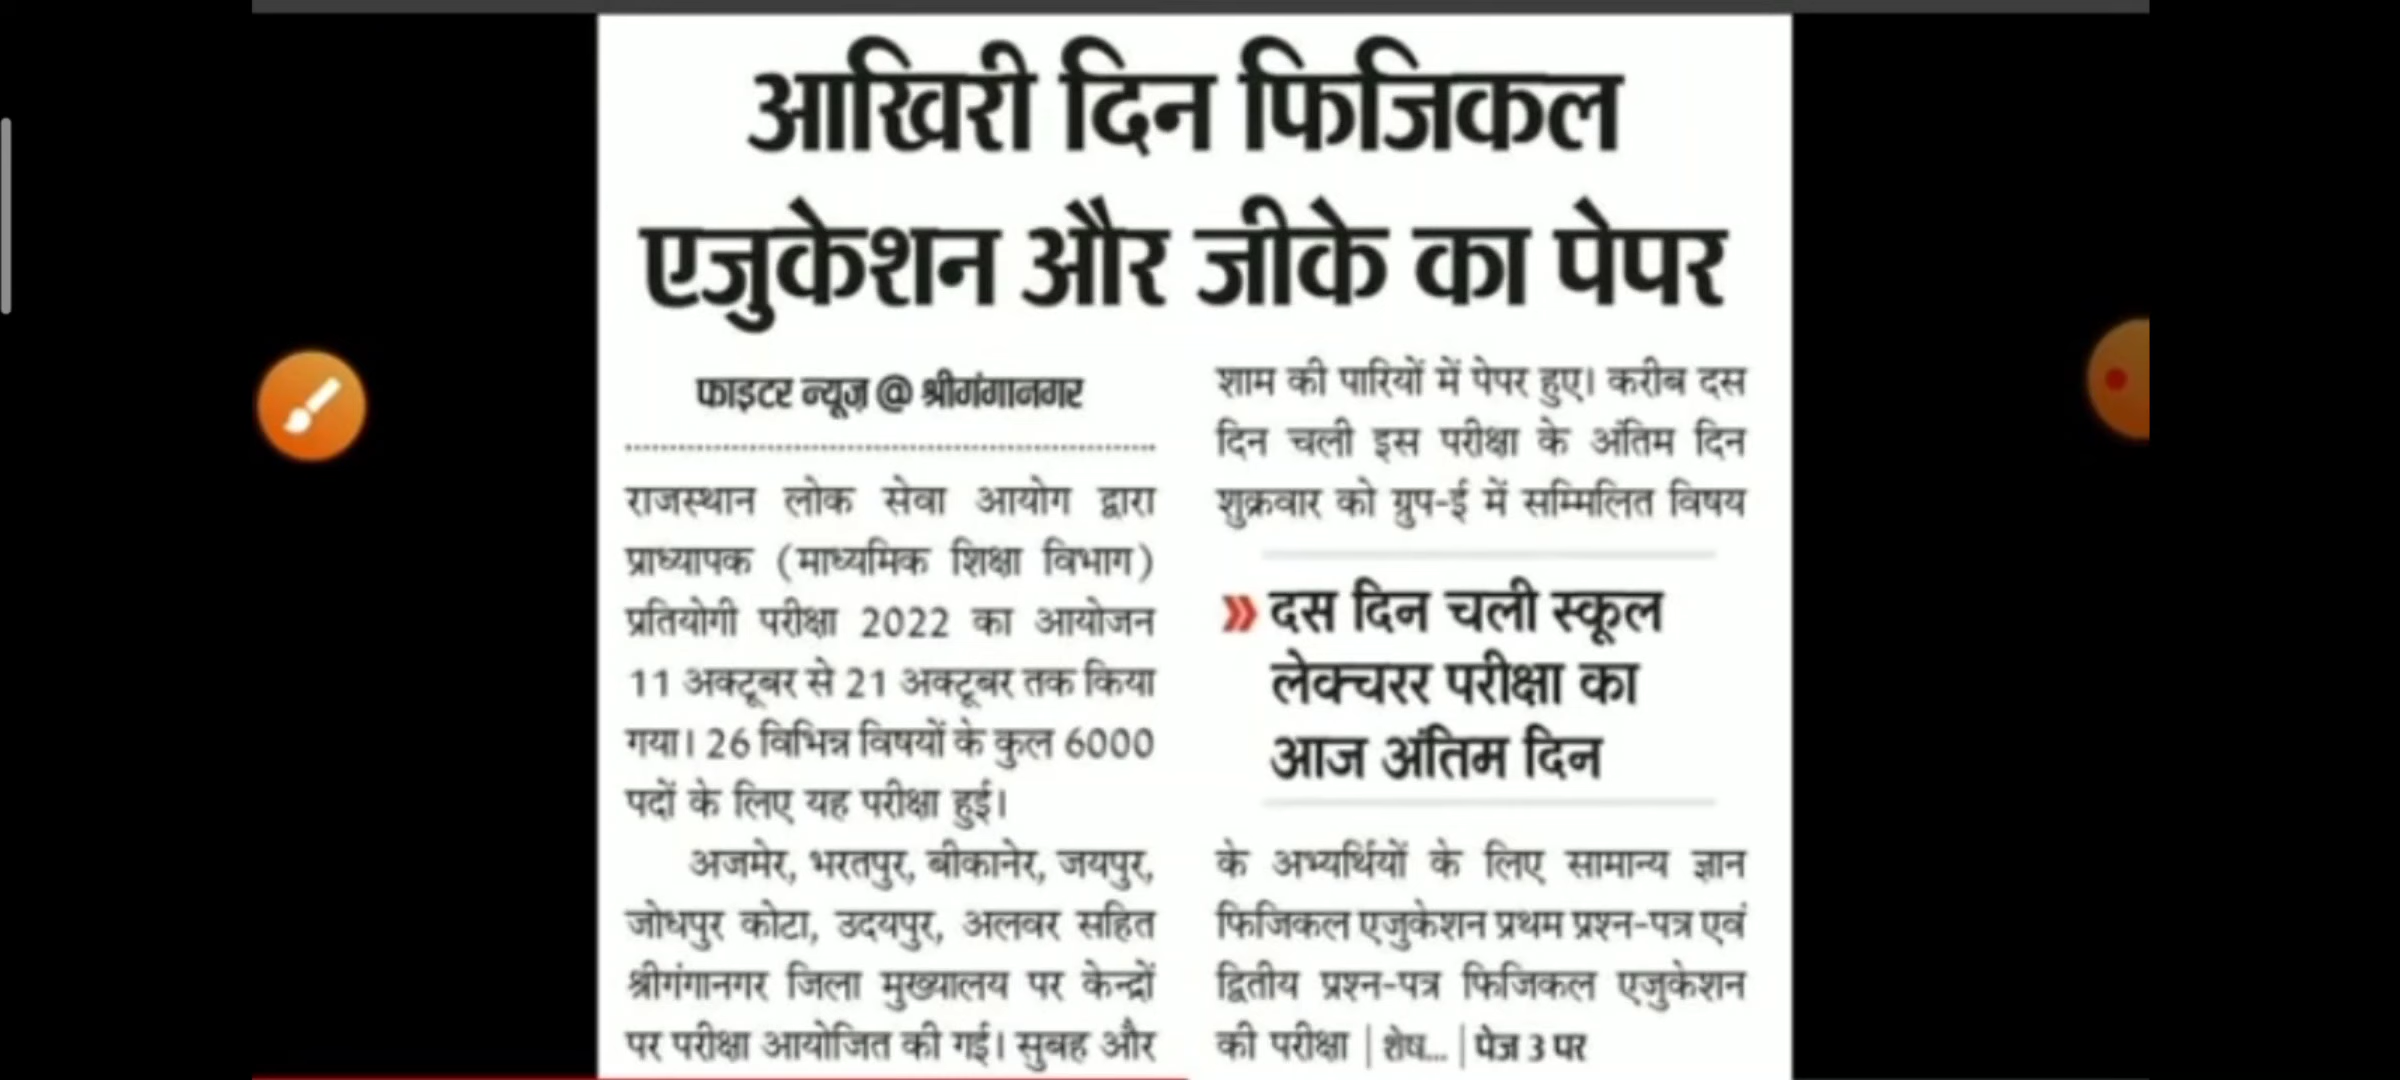 आखिरी दिन फिजिकल
एजुकेशन और जीके का पेपर
फाइटर न्यूज़ @ श्रीगंगानगर
राजस्थान लोक सेवा आयोग द्वारा
प्राध्यापक (माध्यमिक शिक्षा विभाग)
प्रतियोगी परीक्षा 2022 का आयोजन
11 अक्टूबर से 21 अक्टूबर तक किया
गया। 26 विभिन्न विषयों के कुल 6000
पदों के लिए यह परीक्षा हुई।
अजमेर, भरतपुर, बीकानेर, जयपुर,
जोधपुर कोटा, उदयपुर, अलवर सहित
श्रीगंगानगर जिला मुख्यालय पर केन्द्रों
पर परीक्षा आयोजित की गई। सुबह और
शाम की पारियों में पेपर हुए। करीब दस
दिन चली इस परीक्षा के अंतिम दिन
शुक्रवार को ग्रुप-ई में सम्मिलित विषय
» दस दिन चली स्कूल
लेक्चरर परीक्षा का
आज अंतिम दिन
के अभ्यर्थियों के लिए सामान्य ज्ञान
फिजिकल एजुकेशन प्रथम प्रश्न-पत्र एवं
द्वितीय प्रश्न-पत्र फिजिकल एजुकेशन
की परीक्षा | शेष... | पेज 3 पर